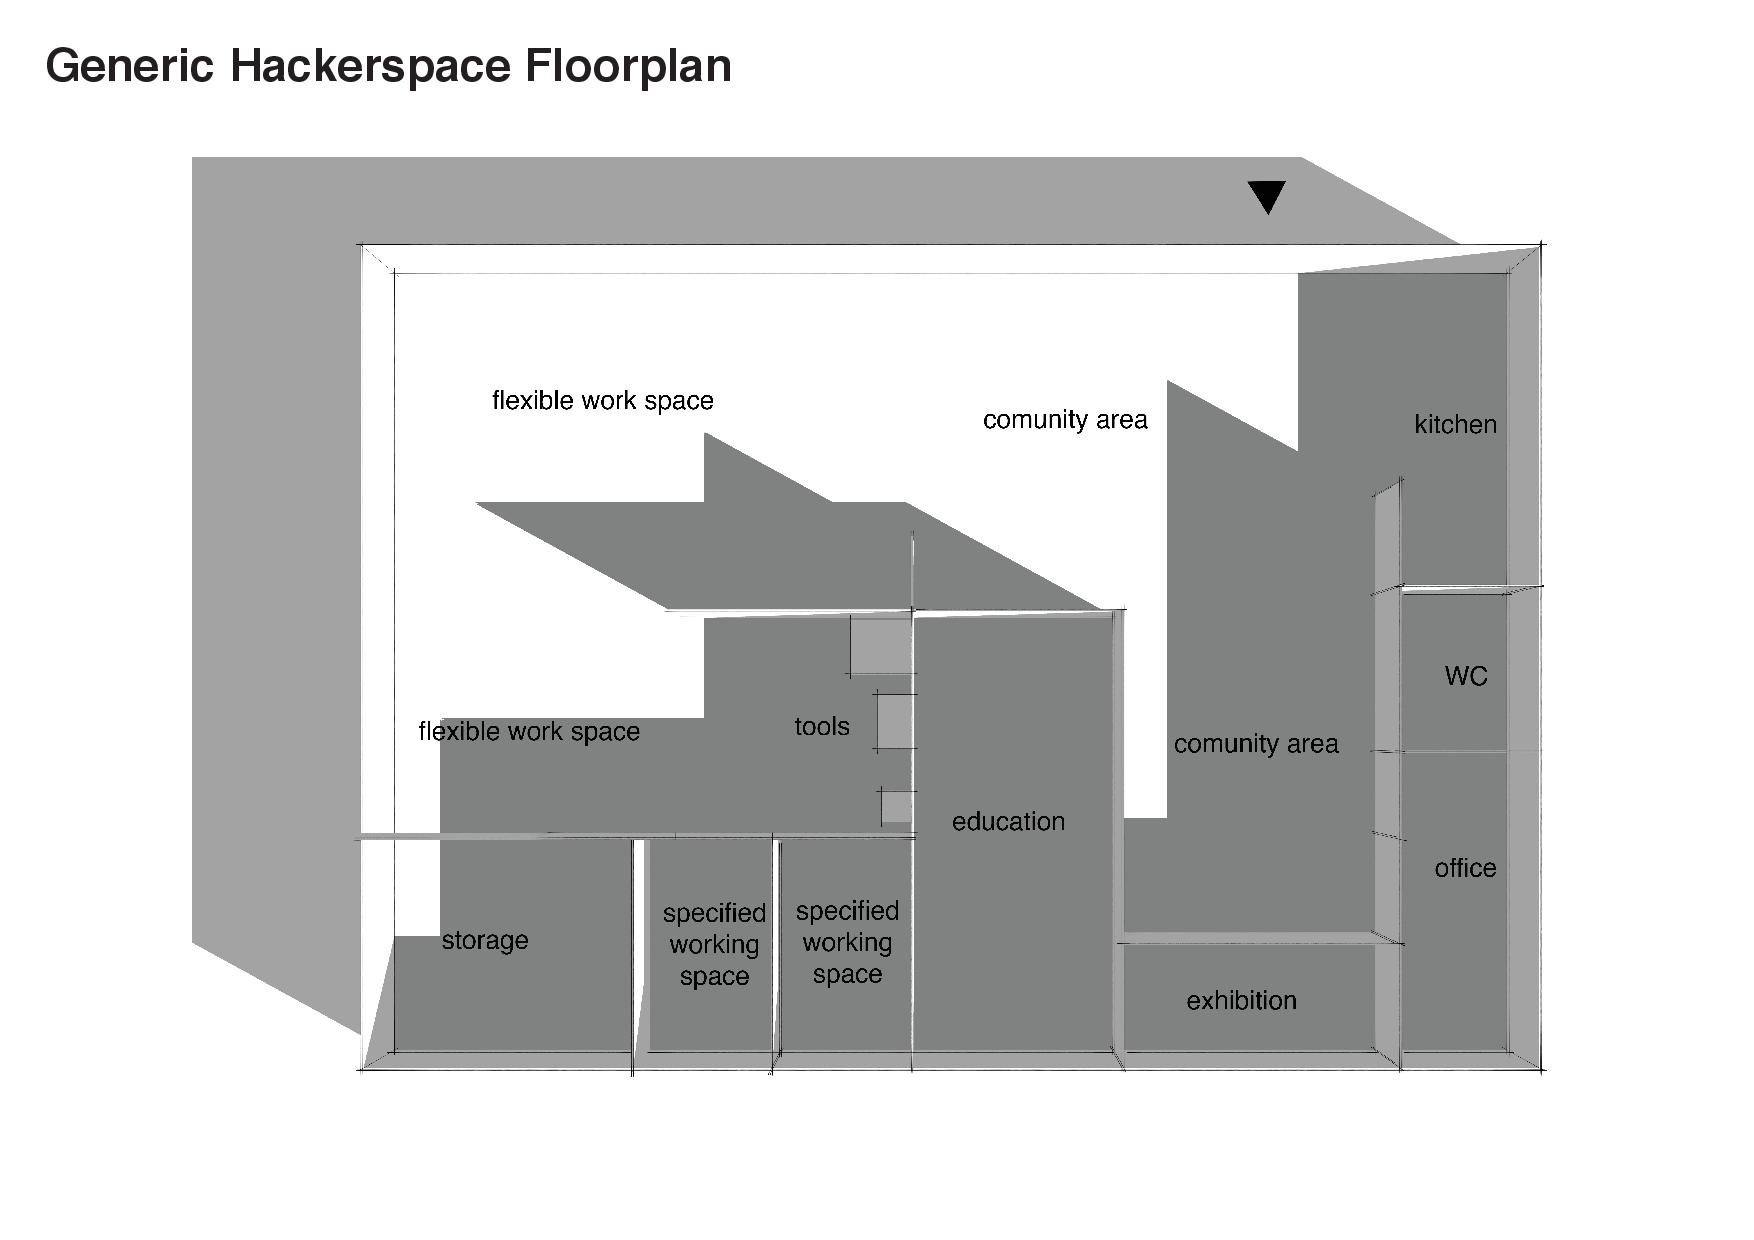 Generic Hackerspace Floorplan
flexible work space
comunity area
kitchen
WC
flexible work space
tools
comunity area
education
office
storage
specified
working
space
specified
working
space
exhibition